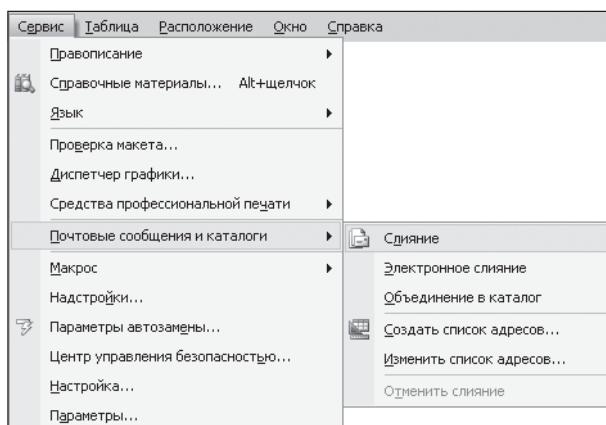 Сервис Таблица Расположение Окно Справка
Правописание
Справочные материалы... Alt+щелчок
Язык
Проверка макета...
Диспетчер графики...
Средства профессиональной печати
Почтовые сообщения и каталоги
Макрос
Надстройки...
Параметры автозамены...
Центр управления безопасностью...
Настройка...
Параметры...
Слияние
Электронное слияние
Объединение в каталог
Создать список адресов...
Изменить список адресов...
Отменить слияние